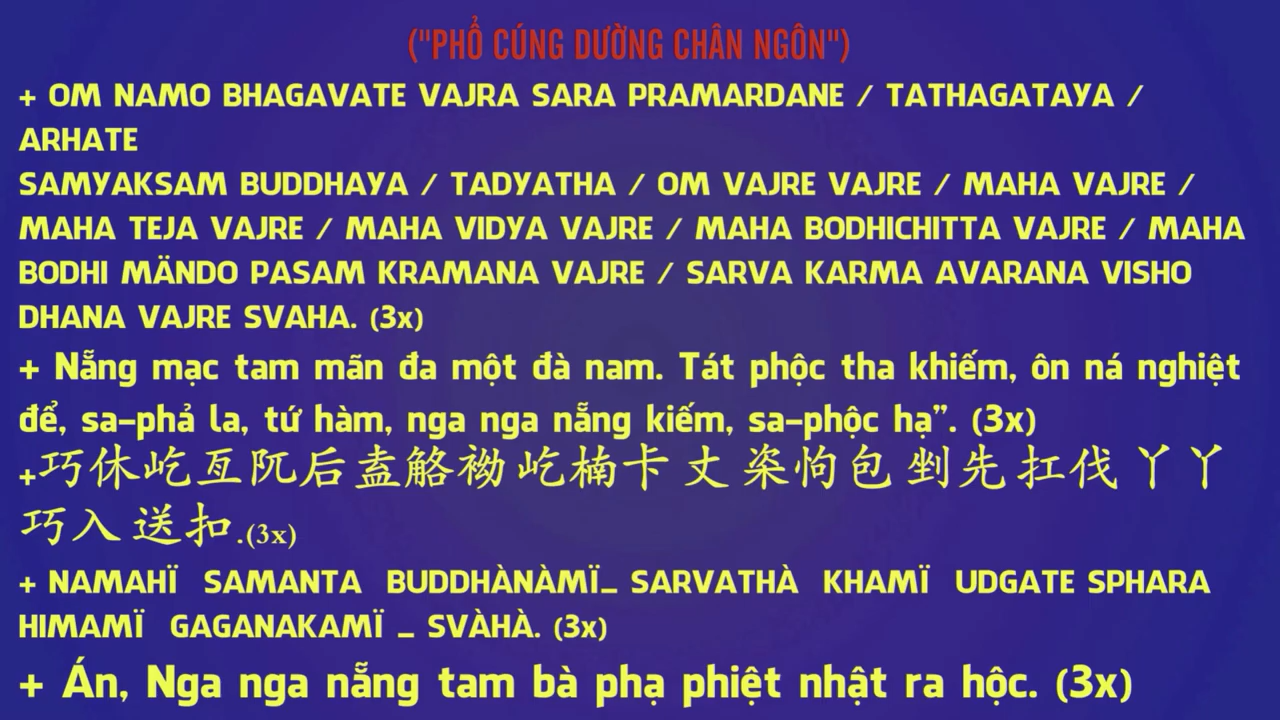 ("PHỔ CÚNG DƯỜNG CHÂN NGÔN")
+ OM NAMO BHAGAVATE VAJRA SARA PRAMARDANE / TATHAGATAYA /
ARHATE
SAMYAKSAM BUDDHAYA / TADYATHA / OM VAJRE VAJRE / MAHA VAJRE /
MAHA TEJA VAJRE / MAHA VIDYA VAJRE / MAHA BODHICHITTA VAJRE / MAHA
BODHI MÄNDO PASAM KRAMANA VAJRE / SARVA KARMA AVARANA VISHO
DHANA VAJRE SVAHA. (3x)
+ Nẵng mạc tam mãn đa một đà nam. Tát phộc tha khiếm, ôn ná nghiệt
để, sa-phả la, tứ hàm, nga nga nẵng kiếm, sa-phộc hạ”. (3x)
+巧休屹亙阢后盍觡袎屹楠卡丈 栥怐包 剉先扛伐丫丫
巧入送扣.(3x)
+ NAMAHÏ SAMANTA BUDDHÀNÀMÏ_ SARVATHÀ KHAMÏ UDGATE SPHARA
HIMAMÏ GAGANAKAMÏ _ SVÀHÀ. (3x)
+ Án, Nga nga nẵng tam bà phạ phiệt nhật ra hộc. (3x)